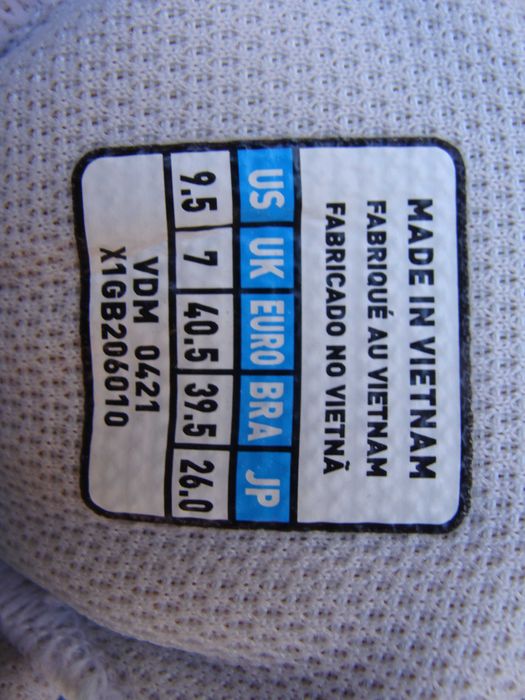 MADE IN VIETNAM
FABRIQUÉ AU VIETNAM
FABRICADO NO VIETNÃ
US UK EURO BRA JP
9.5 7 40.5 39.5 26.0
VDM 0421
X1GB206010